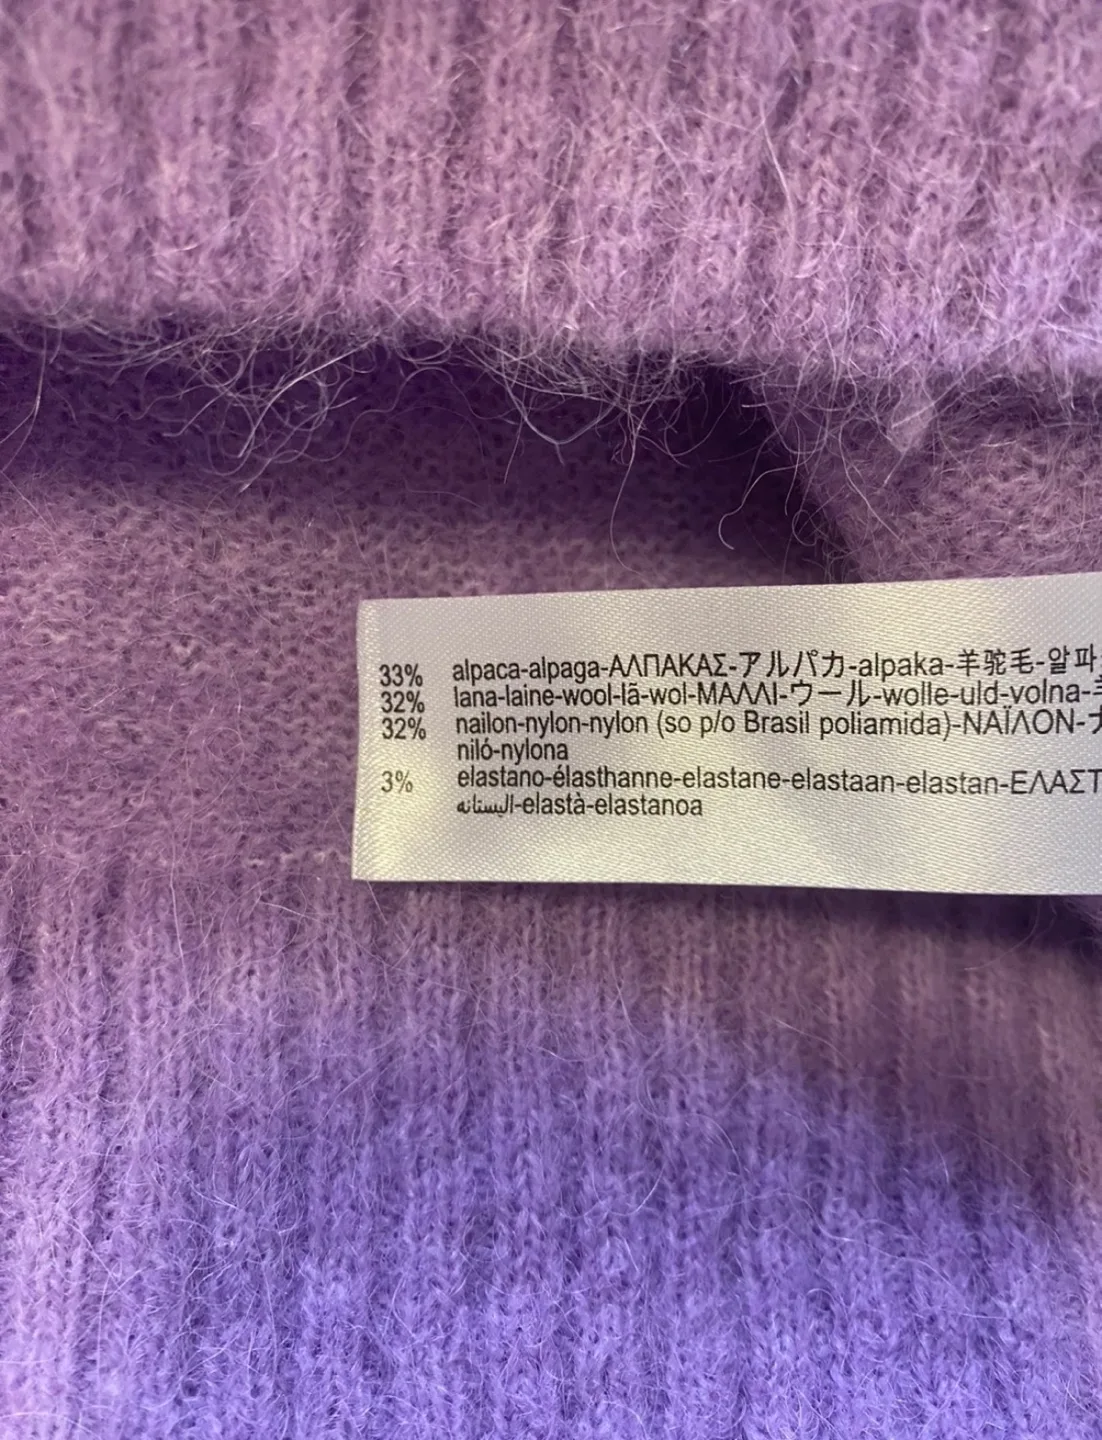 33% alpaca-alpaga-ΑΛΠΑΚΑΣ-アルパカ-alpaka-羊驼毛-알파
32% lana-laine-wool-lã-wol-ΜΑΛΛΙ-ウール-wolle-uld-volna-
32% nailon-nylon-nylon (so p/o Brasil poliamida)-ΝΑΪΛΟΝ-ナ
niló-nylona
3% elastano-élasthanne-elastane-elastaan-elastan-ΕΛΑΣΤ
اليستانه-elastà-elastanoa